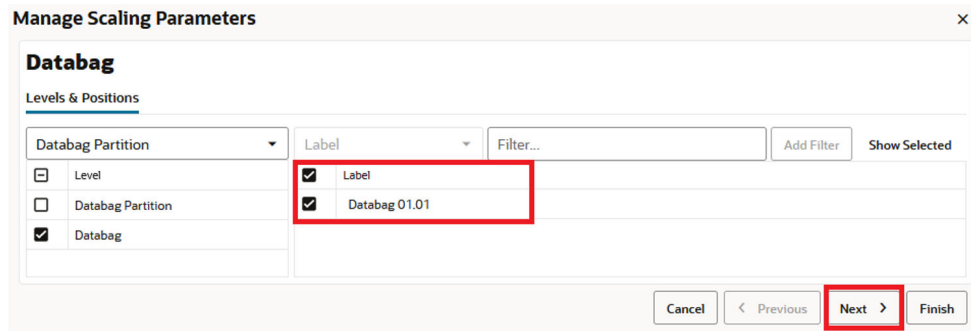 Manage Scaling Parameters
Databag
Levels & Positions
Databag Partition Label Filter... Add Filter Show Selected
Level Label
Databag Partition Databag 01.01
Databag
Cancel Previous Next Finish